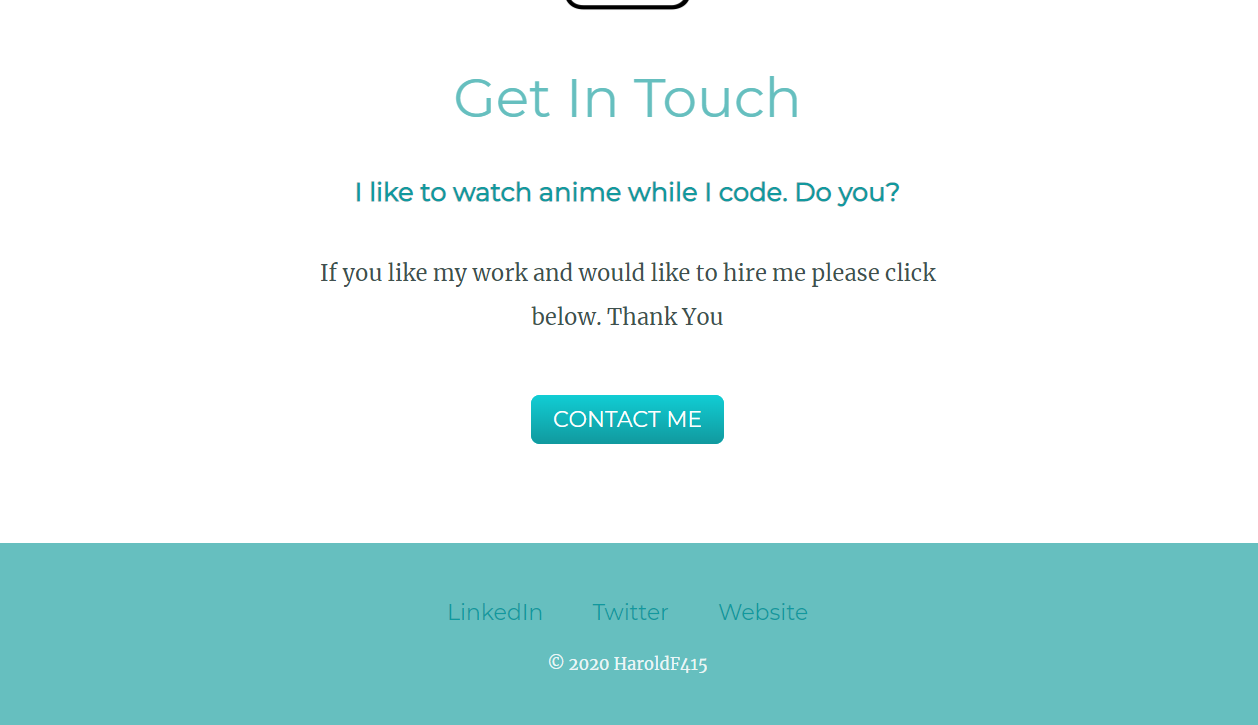 Get In Touch
I like to watch anime while I code. Do you?
If you like my work and would like to hire me please click
below. Thank You
CONTACT ME
LinkedIn Twitter Website
© 2020 HaroldF415